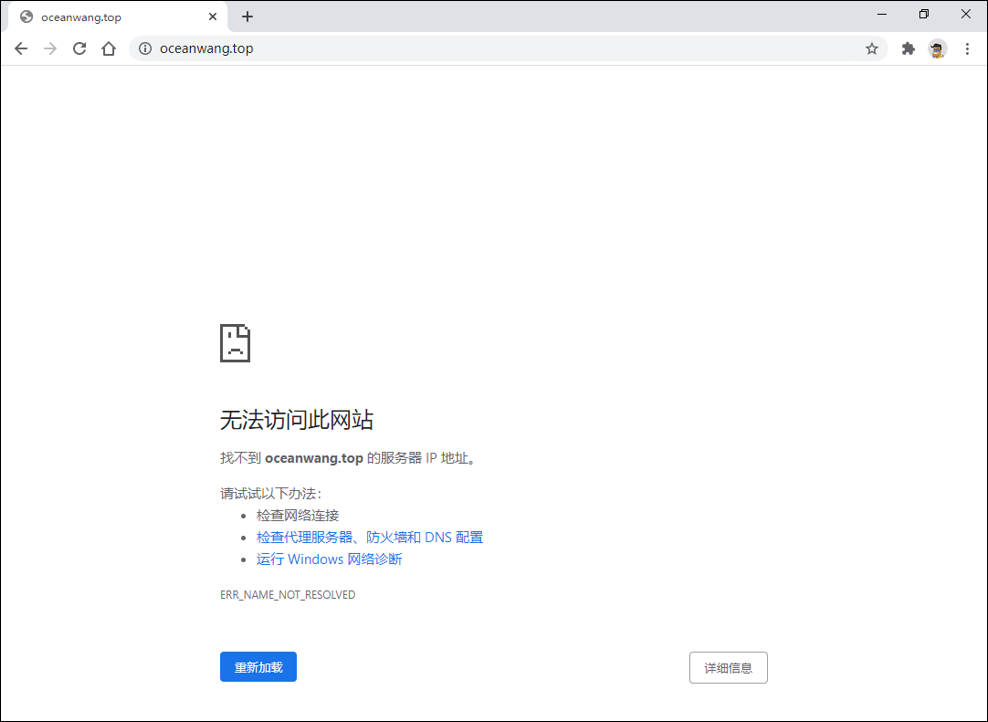 oceanwang.top
oceanwang.top
无法访问此网站
找不到 oceanwang.top 的服务器 IP 地址。
请试试以下办法：
检查网络连接
检查代理服务器、防火墙和 DNS 配置
运行 Windows 网络诊断
ERR_NAME_NOT_RESOLVED
重新加载
详细信息